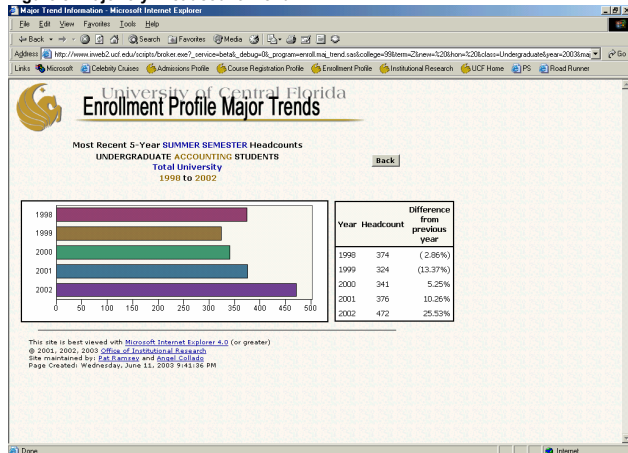 Major Trend Information - Microsoft Internet Explorer
File Edit View Favorites Tools Help
Back Search Favorites Media
Address http://www.irweb2.ucf.edu/scripts/broker.exe?_service=beta&_debug=0&_program=enroll.maj_trend.sas&college=99&term=Z&new=%20&hon=%20&class=Undergraduate&year=2003&ma Go
Links Microsoft Celebrity Cruises Admissions Profile Course Registration Profile Enrollment Profile Institutional Research UCF Home PS Road Runner
University of Central Florida
Enrollment Profile Major Trends
Most Recent 5-Year SUMMER SEMESTER Headcounts
UNDERGRADUATE ACCOUNTING STUDENTS
Total University
1998 to 2002
Back
1998
1999
2000
2001
2002
0 50 100 150 200 250 300 350 400 450 500
Year Headcount Difference from previous year
1998 374 ( 2.86%)
1999 324 (13.37%)
2000 341 5.25%
2001 376 10.26%
2002 472 25.53%
This site is best viewed with Microsoft Internet Explorer 4.0 (or greater)
© 2001, 2002, 2003 Office of Institutional Research
Site maintained by: Pat Ramsey and Angel Collado
Page Created: Wednesday, June 11, 2003 9:41:36 PM
Done Internet